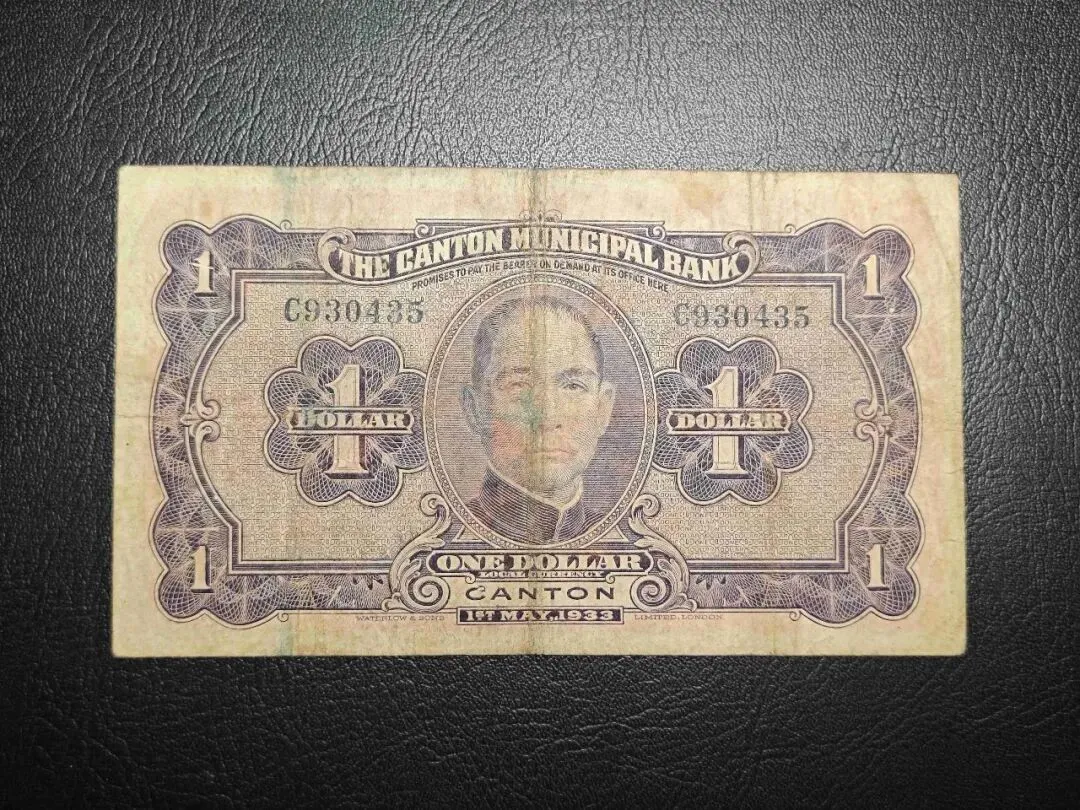 1 1
THE CANTON MUNICIPAL BANK
PROMISES TO PAY THE BEARER ON DEMAND AT ITS OFFICE HERE
C930435 C930435
1 1
DOLLAR DOLLAR
1 1
ONE DOLLAR
LOCAL CURRENCY
CANTON
1ST MAY, 1933
WATERLOW & SONS LIMITED, LONDON